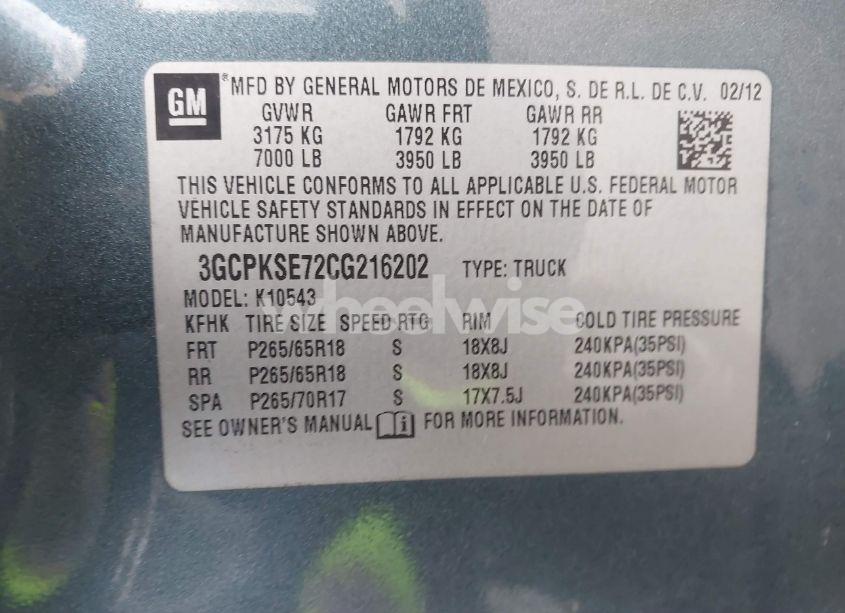 GM
®MFD BY GENERAL MOTORS DE MEXICO, S. DE R.L. DE C.V. 02/12
GVWR GAWR FRT GAWR RR
3175 KG 1792 KG 1792 KG
7000 LB 3950 LB 3950 LB
THIS VEHICLE CONFORMS TO ALL APPLICABLE U.S. FEDERAL MOTOR
VEHICLE SAFETY STANDARDS IN EFFECT ON THE DATE OF
MANUFACTURE SHOWN ABOVE.
3GCPKSE72CG216202 TYPE: TRUCK
MODEL: K10543
wheelwise
KFHK TIRE SIZE SPEED RTG RIM COLD TIRE PRESSURE
FRT P265/65R18 S 18X8J 240KPA(35PSI)
RR P265/65R18 S 18X8J 240KPA(35PSI)
SPA P265/70R17 S 17X7.5J 240KPA(35PSI)
SEE OWNER'S MANUAL i FOR MORE INFORMATION.